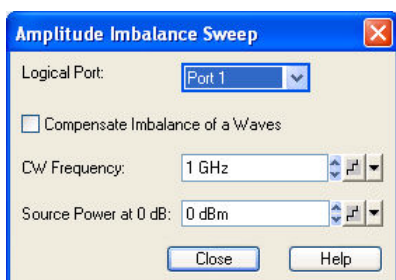 Amplitude Imbalance Sweep
Logical Port: Port 1
Compensate Imbalance of a Waves
CW Frequency: 1 GHz
Source Power at 0 dB: 0 dBm
Close Help